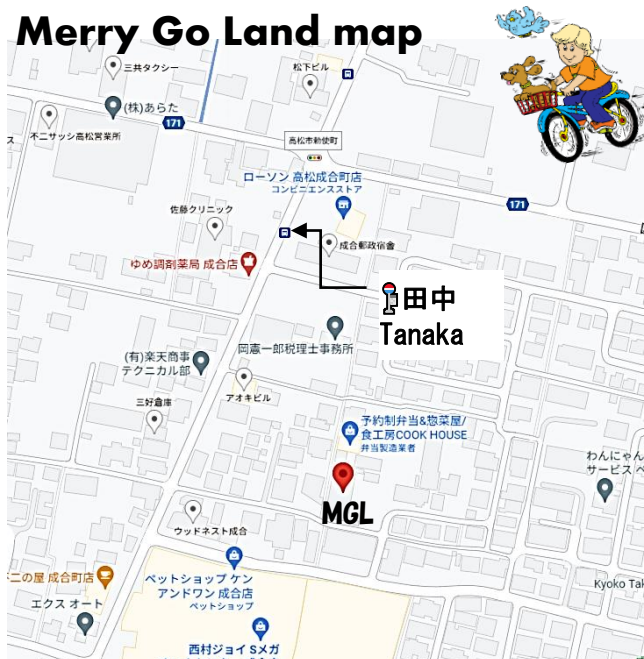 Merry Go Land map
三共タクシー
松下ビル
(株)あらた
171
不二サッシ高松営業所
高松市勅使町
ローソン 高松成合町店
コンビニエンスストア
171
佐藤クリニック
成合郵政宿舎
ゆめ調剤薬局 成合店
田中
Tanaka
岡憲一郎税理士事務所
(有)楽天商事
テクニカル部
アオキビル
三好倉庫
予約制弁当&惣菜屋/
食工房COOK HOUSE
弁当製造業者
わんにゃん
サービス ペ
MGL
ウッドネスト成合
ペットショップ ケン
アンドワン 成合店
ペットショップ
二の屋 成合町店
Kyoko Tak
エクス オート
西村ジョイ Sメガ